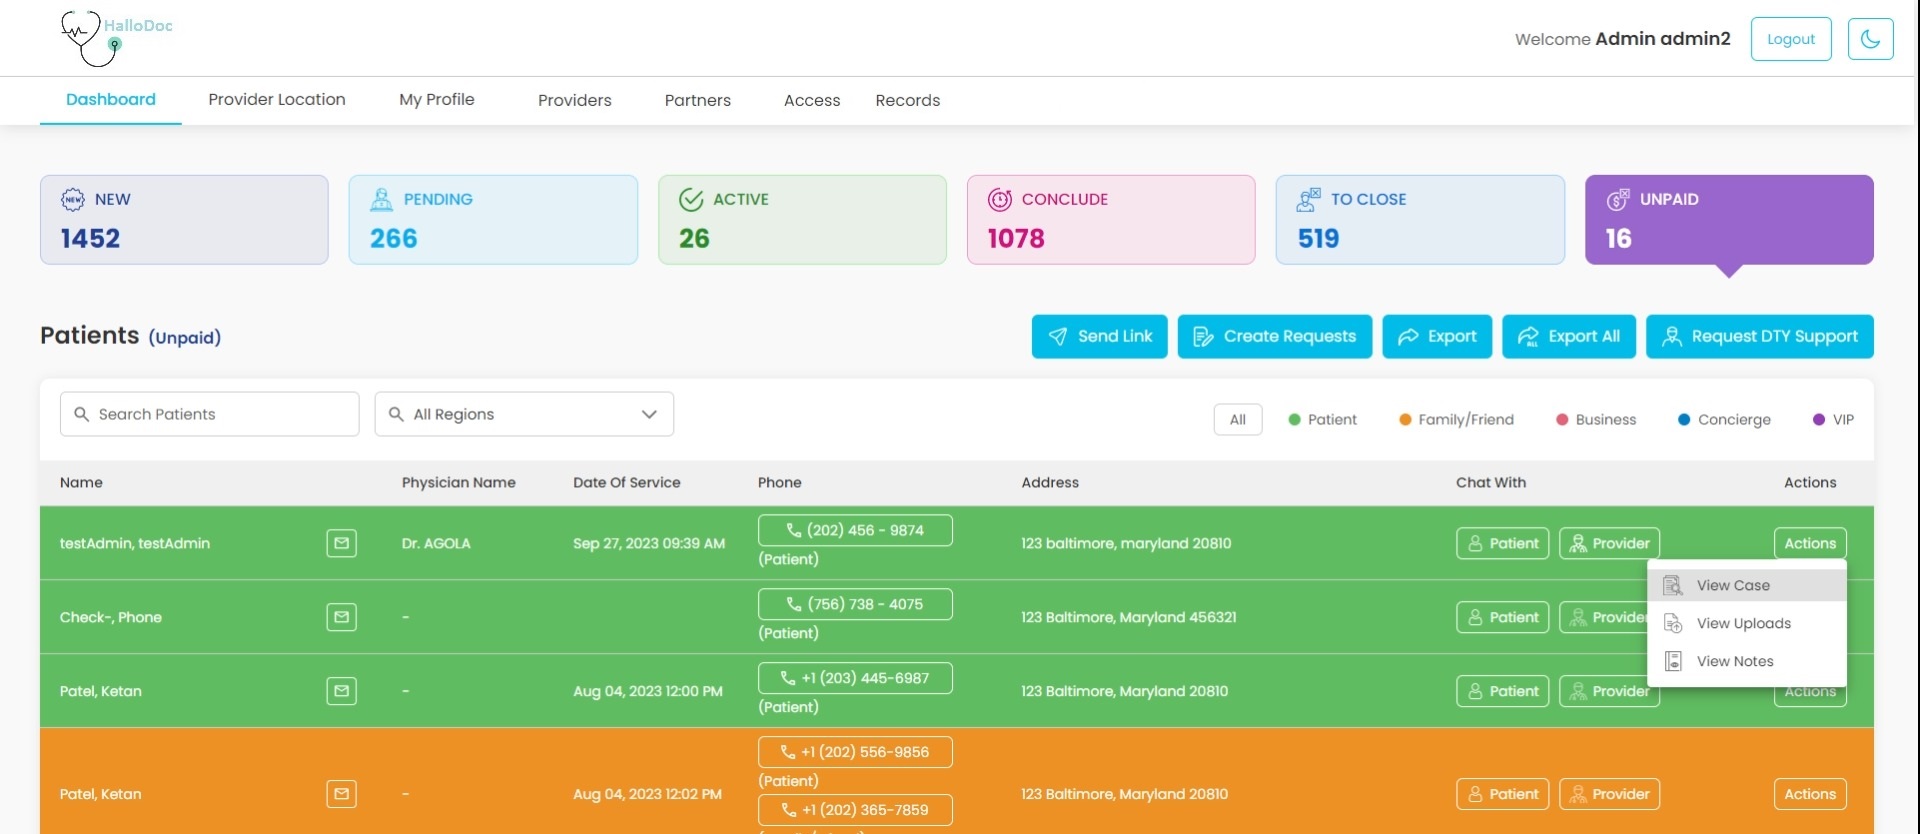 HalloDoc
Welcome Admin admin2 Logout
Dashboard Provider Location My Profile Providers Partners Access Records
NEW PENDING ACTIVE CONCLUDE TO CLOSE UNPAID
1452 266 26 1078 519 16
Patients (Unpaid) Send Link Create Requests Export Export All Request DTY Support
Search Patients All Regions All Patient Family/Friend Business Concierge VIP
Name Physician Name Date Of Service Phone Address Chat With Actions
testAdmin, testAdmin Dr. AGOLA Sep 27, 2023 09:39 AM (202) 456 - 9874 123 baltimore, maryland 20810 Patient Provider Actions
(Patient)
View Case
Check-, Phone - (756) 738 - 4075 123 Baltimore, Maryland 456321 Patient Provider View Uploads
(Patient)
View Notes
Patel, Ketan - Aug 04, 2023 12:00 PM +1 (203) 445-6987 123 Baltimore, Maryland 20810 Patient Provider Actions
(Patient)
Patel, Ketan - Aug 04, 2023 12:02 PM +1 (202) 556-9856 123 Baltimore, Maryland 20810 Patient Provider Actions
(Patient)
+1 (202) 365-7859